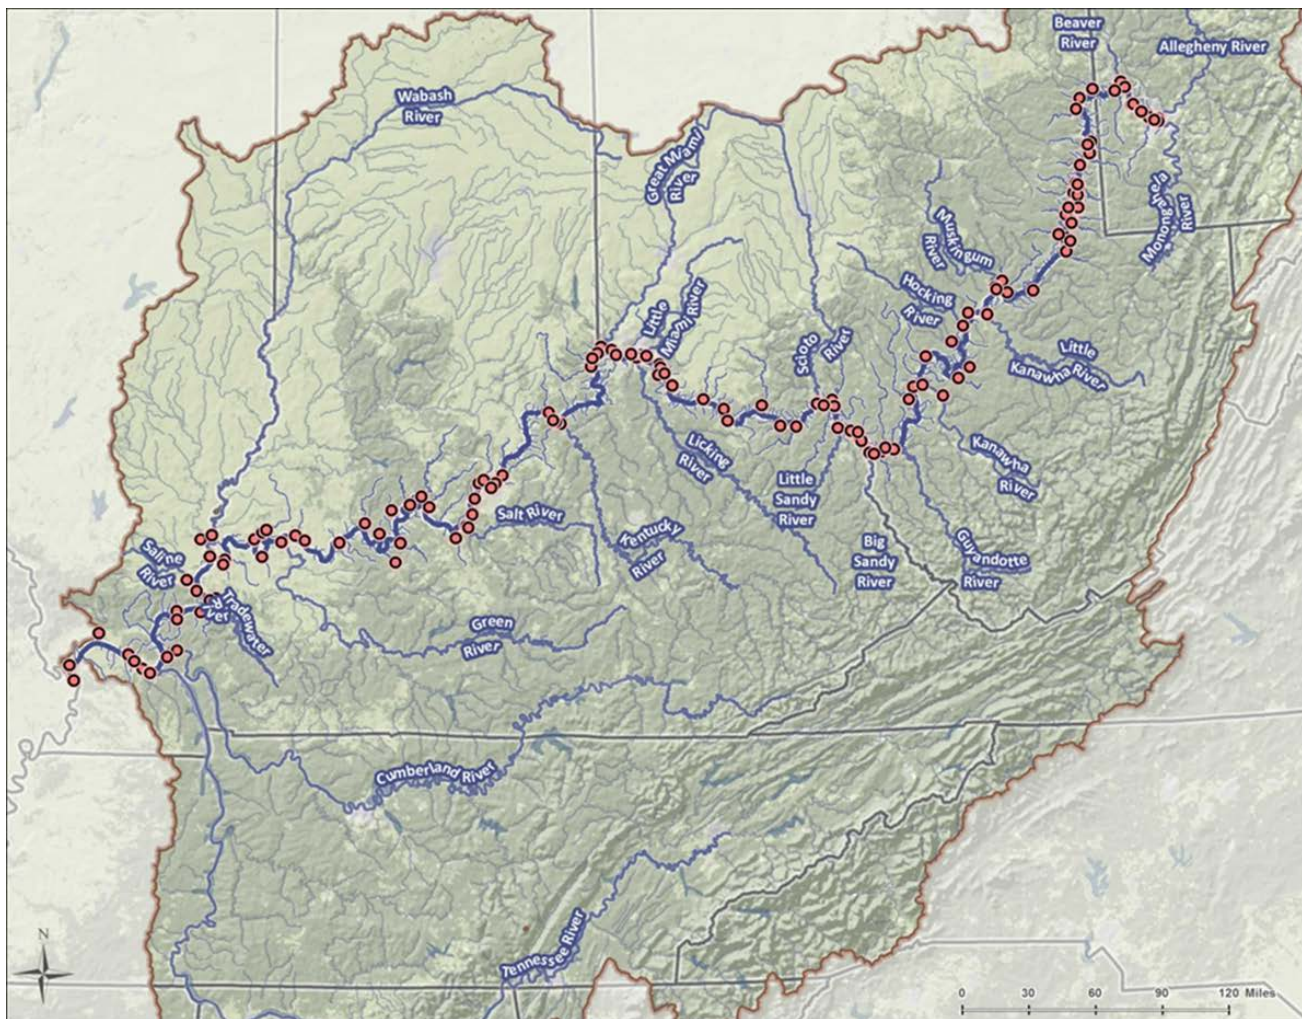 Beaver
River
Allegheny River
Wabash
River
Great Miami
River
Monongahela
River
Muskingum
River
Hocking
River
Little
Miami River
Scioto
River
Little
Kanawha River
Licking
River
Kanawha
River
Little
Sandy
River
Salt River
Kentucky
River
Big
Sandy
River
Guyandotte
River
Saline
River
Tradewater
River
Green
River
Cumberland River
Tennessee River
N
0 30 60 90 120 Miles